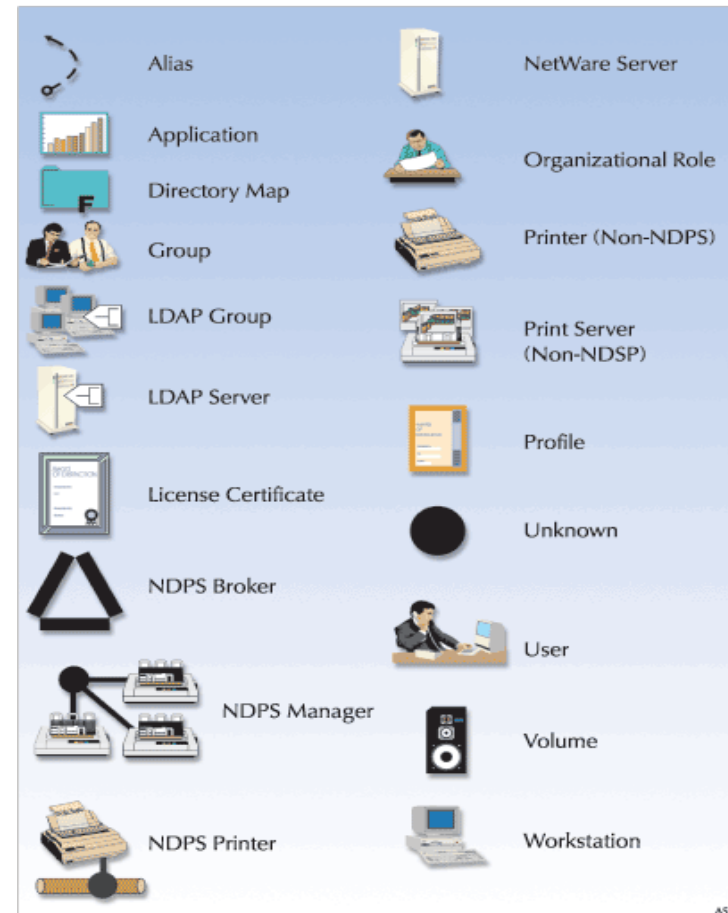 Alias
Application
Directory Map
Group
LDAP Group
LDAP Server
License Certificate
NDPS Broker
NDPS Manager
NDPS Printer
NetWare Server
Organizational Role
Printer (Non-NDPS)
Print Server
(Non-NDSP)
Profile
Unknown
User
Volume
Workstation